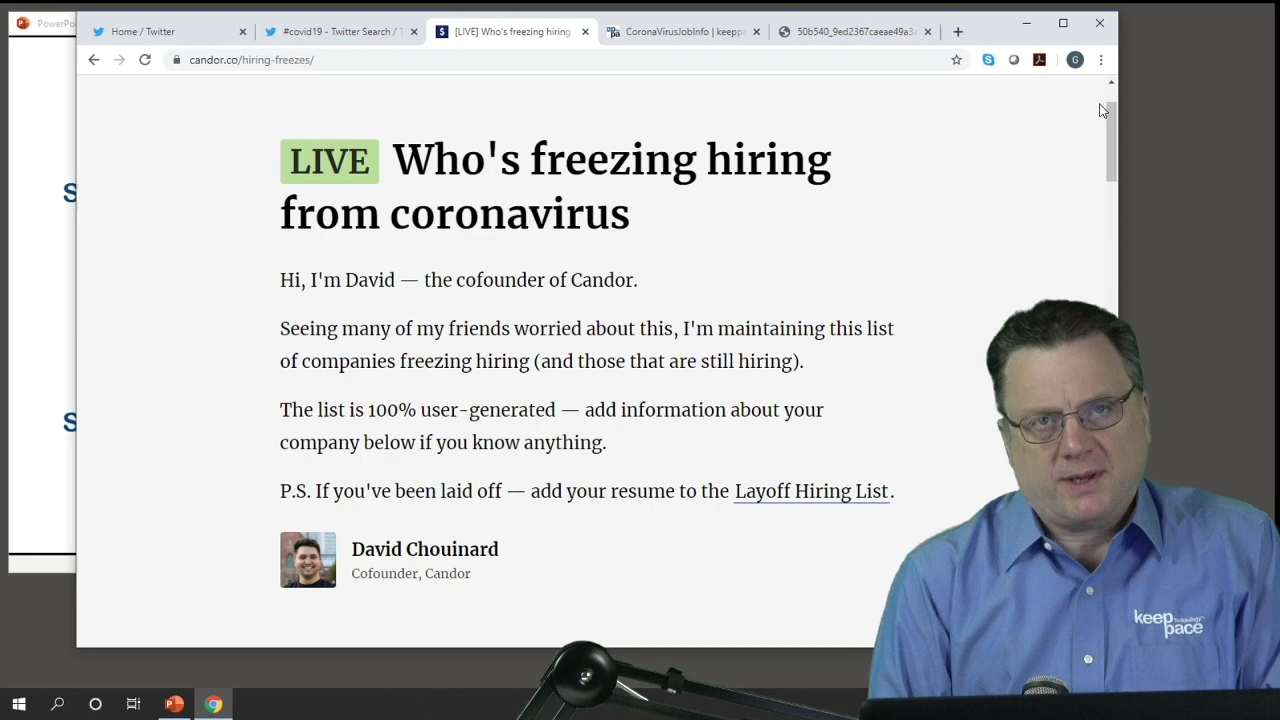 PowerPo
Home / Twitter
#covid19 - Twitter Search / T
[LIVE] Who's freezing hiring
CoronaVirusJobInfo | keeppa
50b540_9ed2367caeae49a3a
candor.co/hiring-freezes/
G
LIVE Who's freezing hiring
from coronavirus
Hi, I'm David — the cofounder of Candor.
Seeing many of my friends worried about this, I'm maintaining this list
of companies freezing hiring (and those that are still hiring).
The list is 100% user-generated — add information about your
company below if you know anything.
P.S. If you've been laid off — add your resume to the Layoff Hiring List.
David Chouinard
Cofounder, Candor
S
S
keep Technology
pace